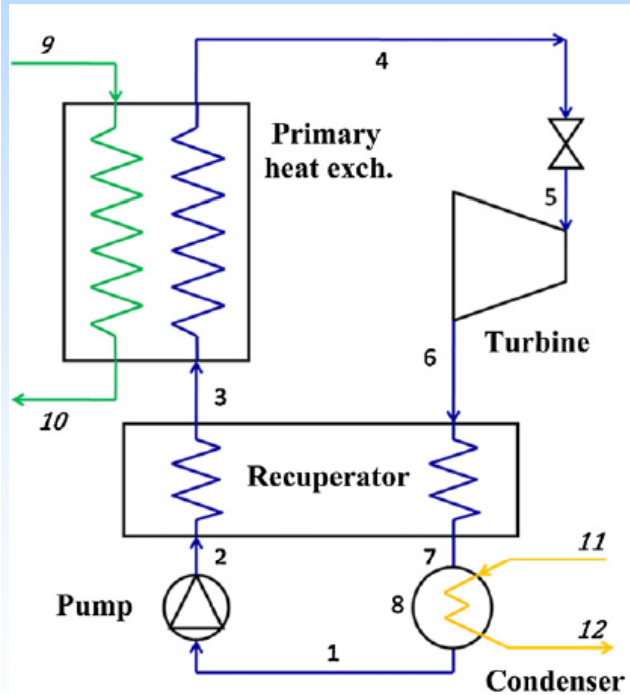 9
4
Primary
heat exch.
5
Turbine
6
10
3
Recuperator
2
7
11
Pump
8
12
1
Condenser